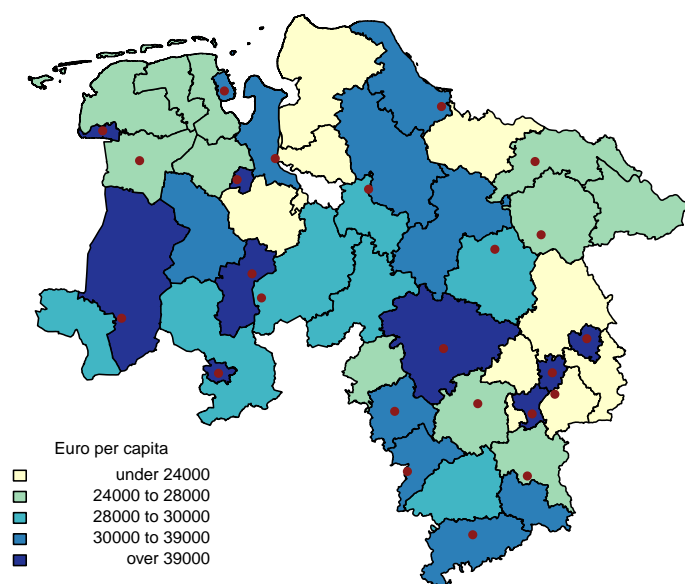 Euro per capita
under 24000
24000 to 28000
28000 to 30000
30000 to 39000
over 39000